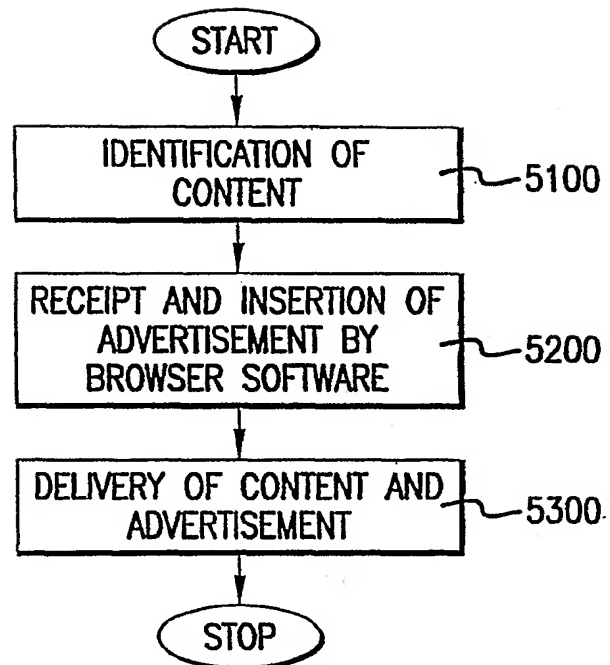 START
IDENTIFICATION OF
CONTENT
5100
RECEIPT AND INSERTION OF
ADVERTISEMENT BY
BROWSER SOFTWARE
5200
DELIVERY OF CONTENT AND
ADVERTISEMENT
5300
STOP